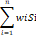 n
∑ wiSi
i=1